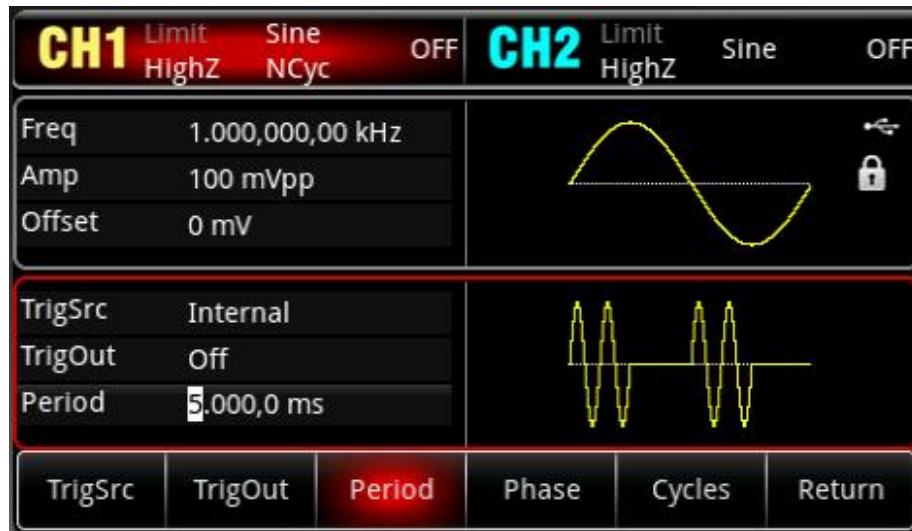 CH1 Limit Sine OFF CH2 Limit Sine OFF
HighZ NCyc HighZ
Freq 1.000,000,00 kHz
Amp 100 mVpp
Offset 0 mV
TrigSrc Internal
TrigOut Off
Period 5.000,0 ms
TrigSrc TrigOut Period Phase Cycles Return